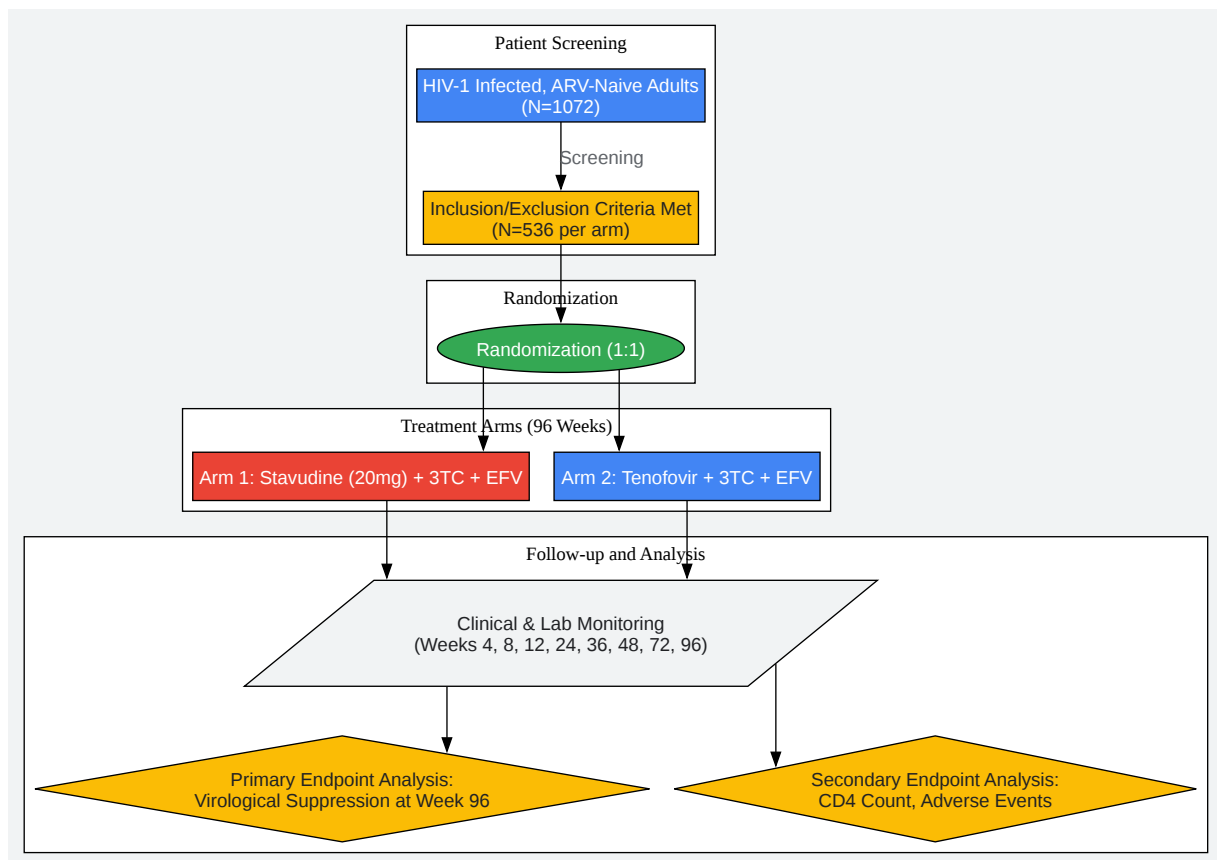 Patient Screening
HIV-1 Infected, ARV-Naive Adults
(N=1072)
Screening
Inclusion/Exclusion Criteria Met
(N=536 per arm)
Randomization
Randomization (1:1)
Treatment Arms (96 Weeks)
Arm 1: Stavudine (20mg) + 3TC + EFV
Arm 2: Tenofovir + 3TC + EFV
Follow-up and Analysis
Clinical & Lab Monitoring
(Weeks 4, 8, 12, 24, 36, 48, 72, 96)
Primary Endpoint Analysis:
Virological Suppression at Week 96
Secondary Endpoint Analysis:
CD4 Count, Adverse Events